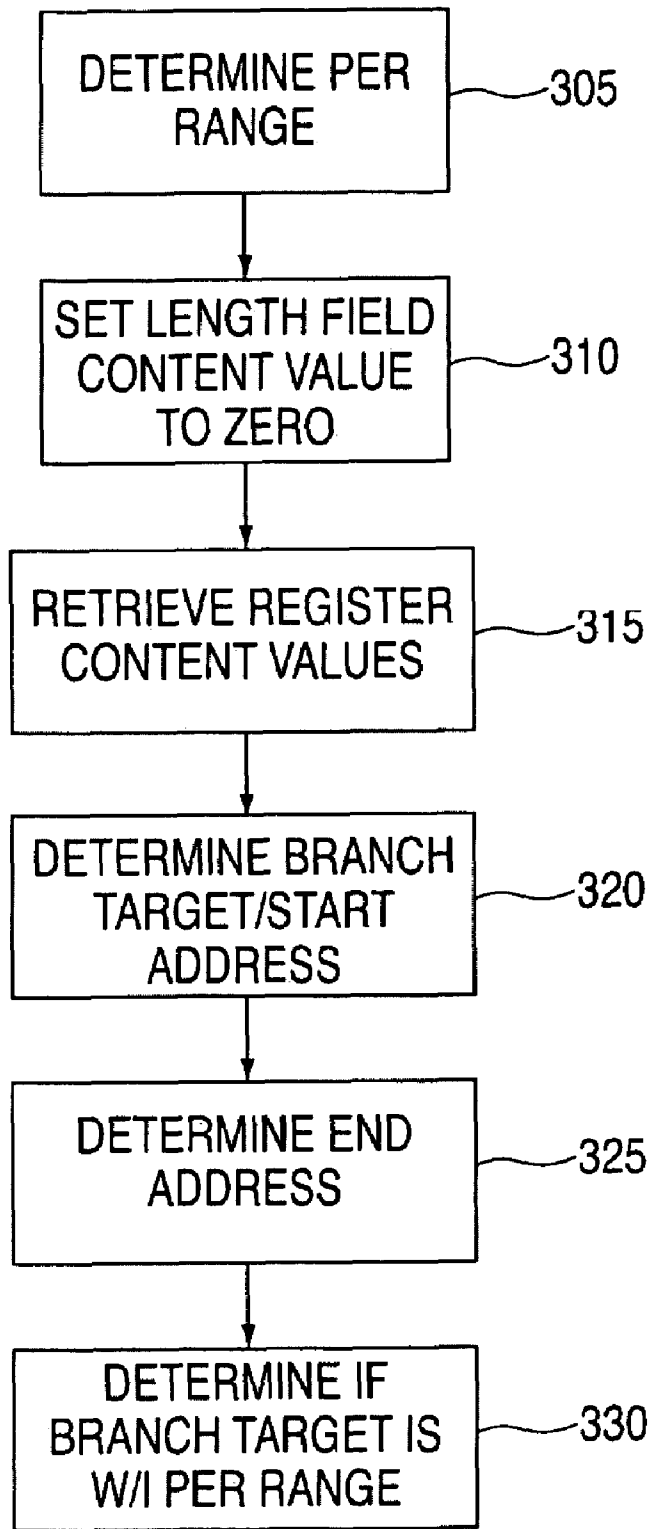 DETERMINE PER
RANGE
305
SET LENGTH FIELD
CONTENT VALUE
TO ZERO
310
RETRIEVE REGISTER
CONTENT VALUES
315
DETERMINE BRANCH
TARGET/START
ADDRESS
320
DETERMINE END
ADDRESS
325
DETERMINE IF
BRANCH TARGET IS
W/I PER RANGE
330